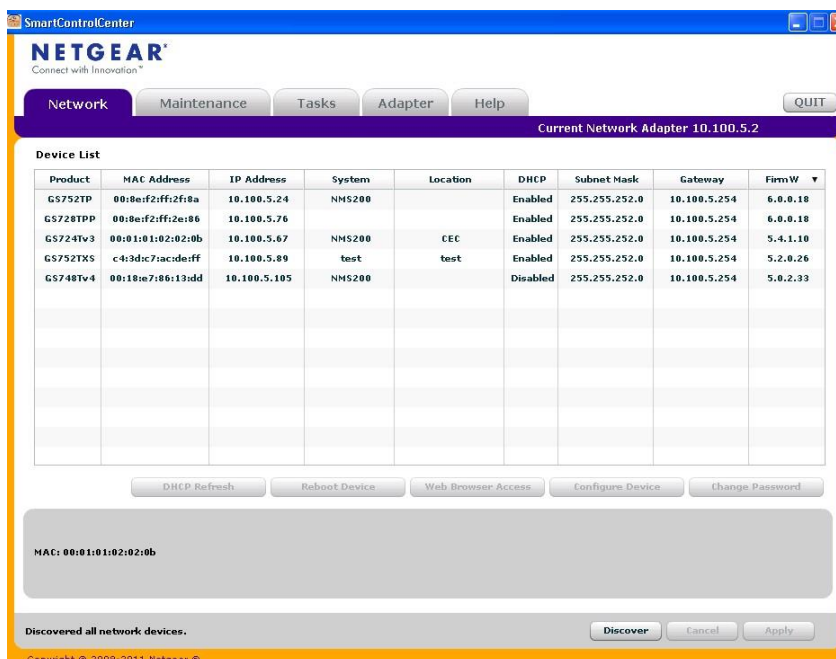 SmartControlCenter
NETGEAR®
Connect with Innovation™
Network Maintenance Tasks Adapter Help QUIT
Current Network Adapter 10.100.5.2
Device List
Product MAC Address IP Address System Location DHCP Subnet Mask Gateway FirmW ▼
GS752TP 00:8e:f2:ff:2f:8a 10.100.5.24 NMS200 Enabled 255.255.252.0 10.100.5.254 6.0.0.18
GS728TPP 00:8e:f2:ff:2e:86 10.100.5.76 Enabled 255.255.252.0 10.100.5.254 6.0.0.18
GS724Tv3 00:01:01:02:02:0b 10.100.5.67 NMS200 CEC Enabled 255.255.252.0 10.100.5.254 5.4.1.10
GS752TXS c4:3d:c7:ac:de:ff 10.100.5.89 test test Enabled 255.255.252.0 10.100.5.254 5.2.0.26
GS748Tv4 00:18:e7:86:13:dd 10.100.5.105 NMS200 Disabled 255.255.252.0 10.100.5.254 5.0.2.33
DHCP Refresh Reboot Device Web Browser Access Configure Device Change Password
MAC: 00:01:01:02:02:0b
Discovered all network devices. Discover Cancel Apply
Copyright © 2009-2011 Netgear ®